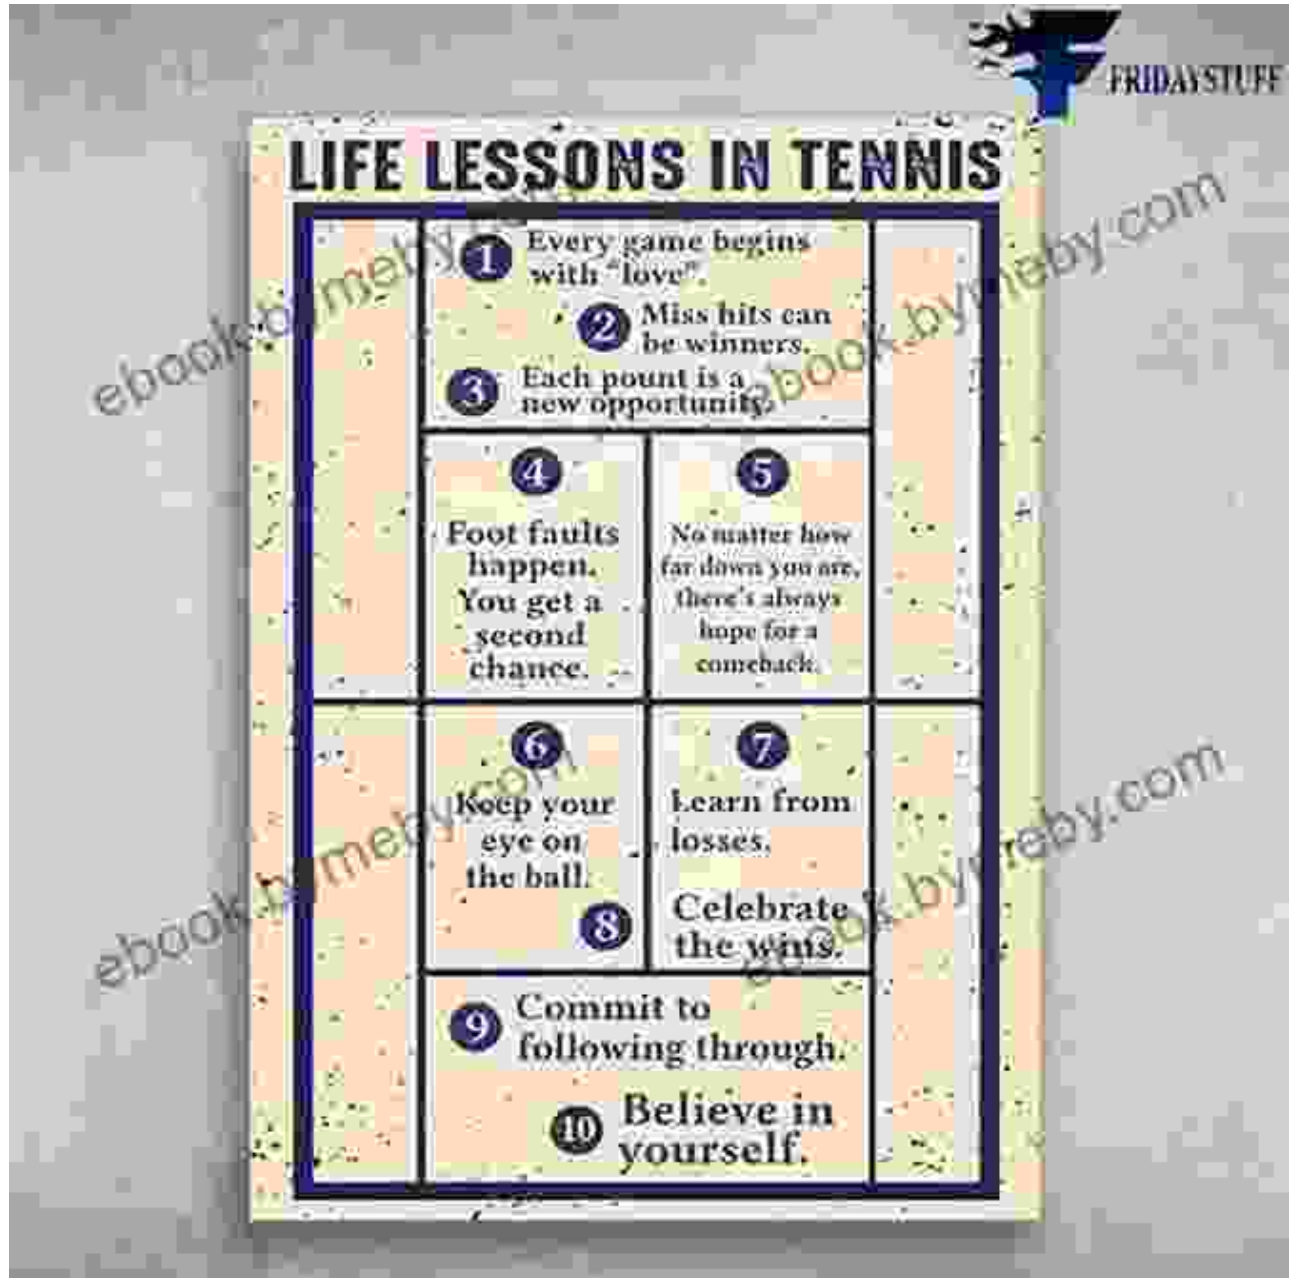 FRIDAYSTUFF
LIFE LESSONS IN TENNIS
1 Every game begins
with "love".
2 Miss hits can
be winners.
3 Each pount is a
new opportunity.
4
Foot faults
happen.
You get a
second
chance.
5
No matter how
far down you are,
there's always
hope for a
comeback.
6
Keep your
eye on
the ball.
7
Learn from
losses.
8 Celebrate
the wins.
9 Commit to
following through.
10 Believe in
yourself.
ebook.bymeby.com
ebook.bymeby.com
ebook.bymeby.com
ebook.bymeby.com